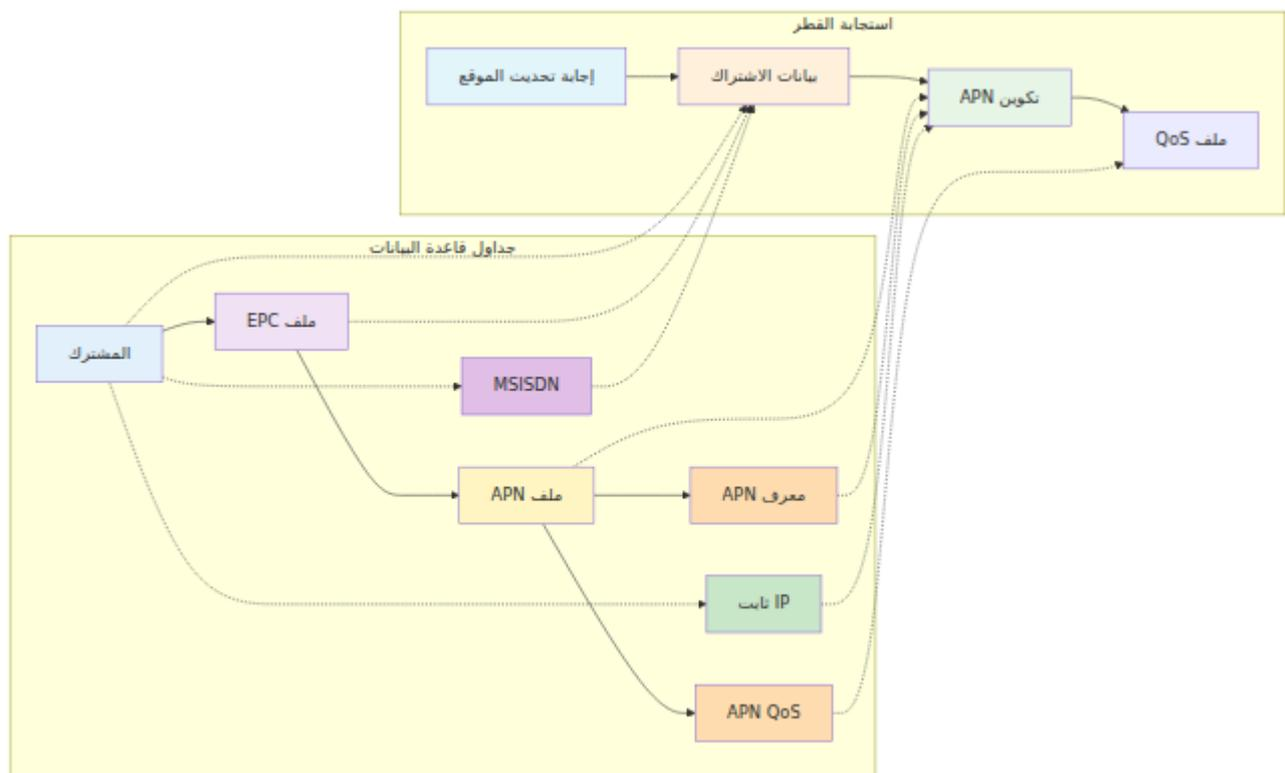 استجابة القطر
إجابة تحديث الموقع
بيانات الاشتراك
تكوين APN
ملف QoS
جداول قاعدة البيانات
المشترك
ملف EPC
MSISDN
ملف APN
معرف APN
IP ثابت
APN QoS